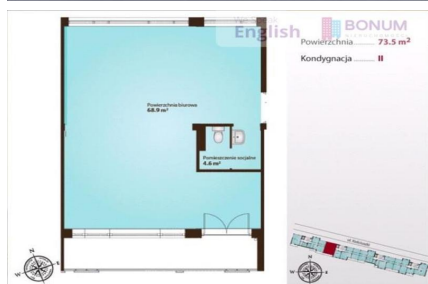 English
BONUM
Powierzchnia ......... 73.5 m²
Kondygnacja ......... II
Powierzchnia biurowa
68.9 m²
Pomieszczenie socjalne
4.6 m²
N
W
E
S
N
E